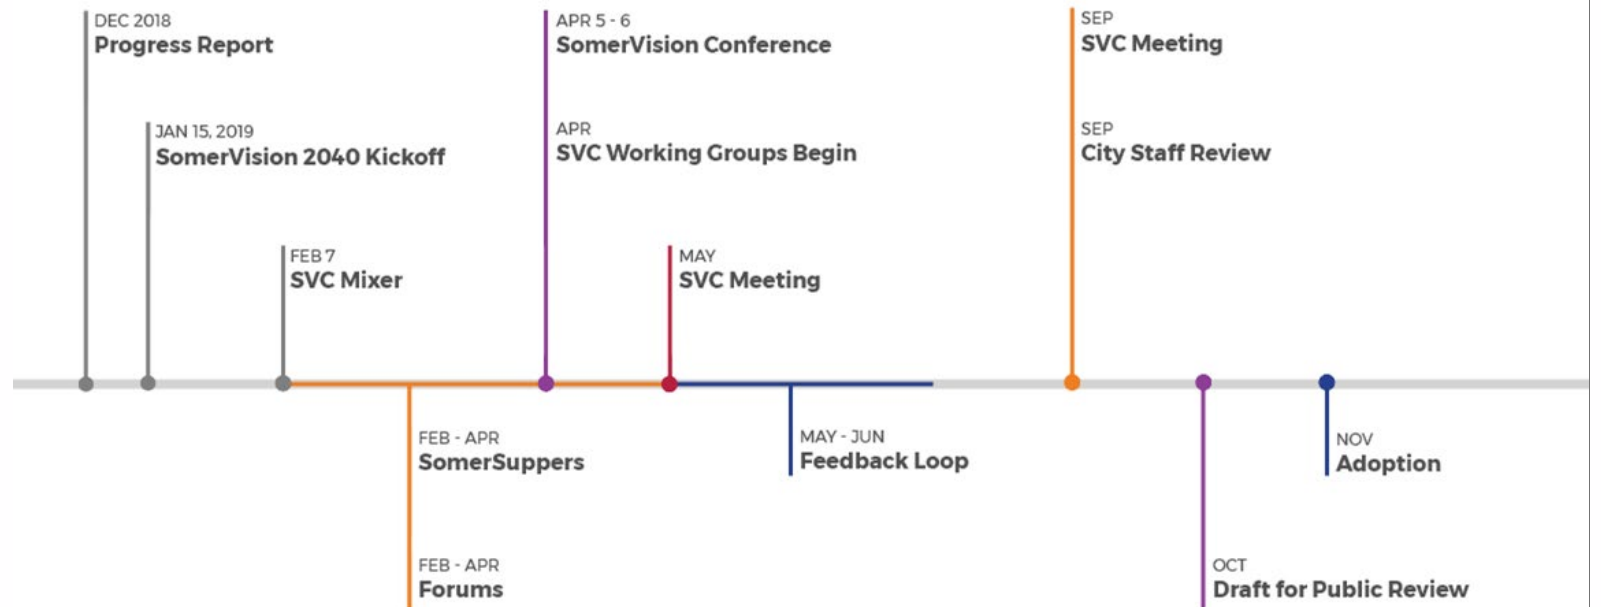 DEC 2018
Progress Report
JAN 15, 2019
SomerVision 2040 Kickoff
FEB 7
SVC Mixer
APR 5 - 6
SomerVision Conference
APR
SVC Working Groups Begin
MAY
SVC Meeting
SEP
SVC Meeting
SEP
City Staff Review
FEB - APR
SomerSuppers
FEB - APR
Forums
MAY - JUN
Feedback Loop
OCT
Draft for Public Review
NOV
Adoption